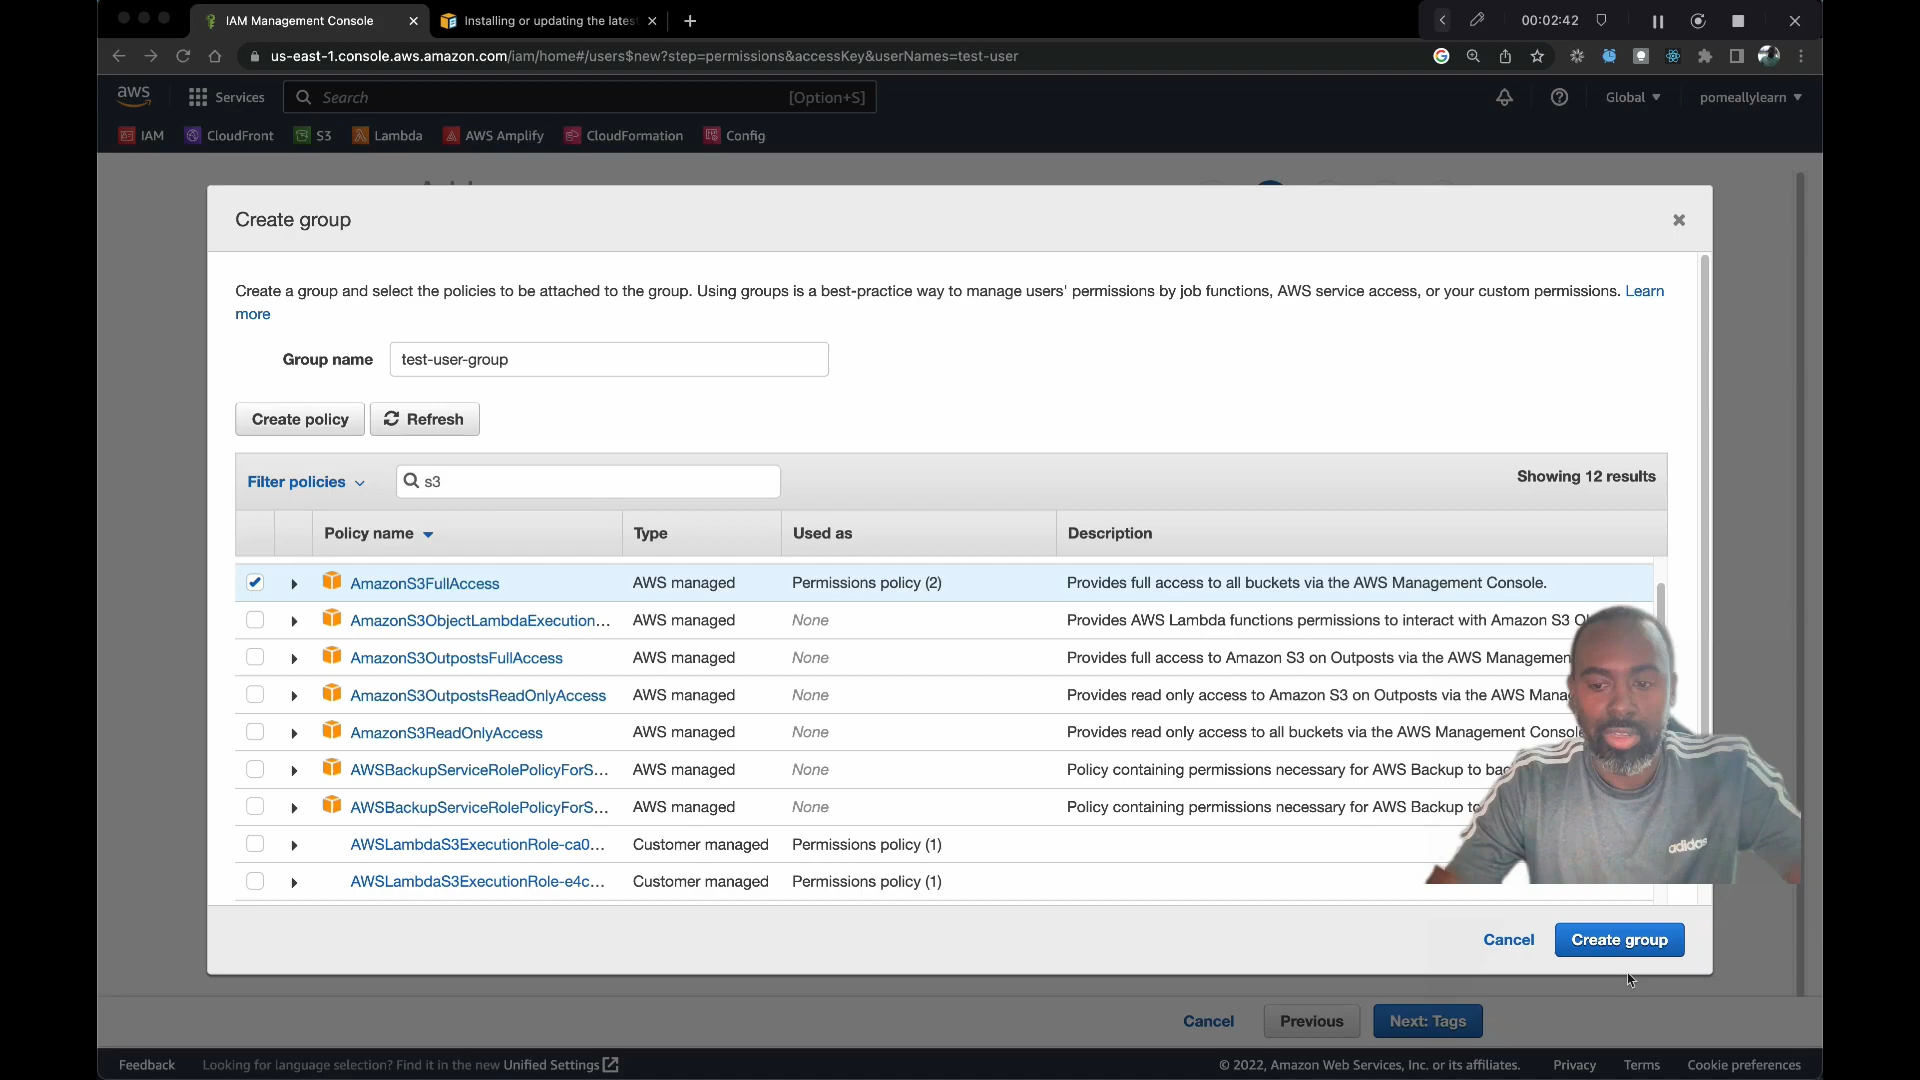 IAM Management Console
Installing or updating the latest
00:02:42
us-east-1.console.aws.amazon.com/iam/home#/users$new?step=permissions&accessKey&userNames=test-user
aws
Services
Search
[Option+S]
Global
pomeallylearn
IAM
CloudFront
S3
Lambda
AWS Amplify
CloudFormation
Config
Create group
Create a group and select the policies to be attached to the group. Using groups is a best-practice way to manage users' permissions by job functions, AWS service access, or your custom permissions. Learn
more
Group name
test-user-group
Create policy
Refresh
Filter policies
s3
Showing 12 results
Policy name
Type
Used as
Description
AmazonS3FullAccess
AWS managed
Permissions policy (2)
Provides full access to all buckets via the AWS Management Console.
AmazonS3ObjectLambdaExecution...
AWS managed
None
Provides AWS Lambda functions permissions to interact with Amazon S3
AmazonS3OutpostsFullAccess
AWS managed
None
Provides full access to Amazon S3 on Outposts via the AWS Managemen
AmazonS3OutpostsReadOnlyAccess
AWS managed
None
Provides read only access to Amazon S3 on Outposts via the AWS Mana
AmazonS3ReadOnlyAccess
AWS managed
None
Provides read only access to all buckets via the AWS Management Console
AWSBackupServiceRolePolicyForS...
AWS managed
None
Policy containing permissions necessary for AWS Backup to bac
AWSBackupServiceRolePolicyForS...
AWS managed
None
Policy containing permissions necessary for AWS Backup to
AWSLambdaS3ExecutionRole-ca0...
Customer managed
Permissions policy (1)
AWSLambdaS3ExecutionRole-e4c...
Customer managed
Permissions policy (1)
adidas
Cancel
Create group
Cancel
Previous
Next: Tags
Feedback
Looking for language selection? Find it in the new Unified Settings
© 2022, Amazon Web Services, Inc. or its affiliates.
Privacy
Terms
Cookie preferences